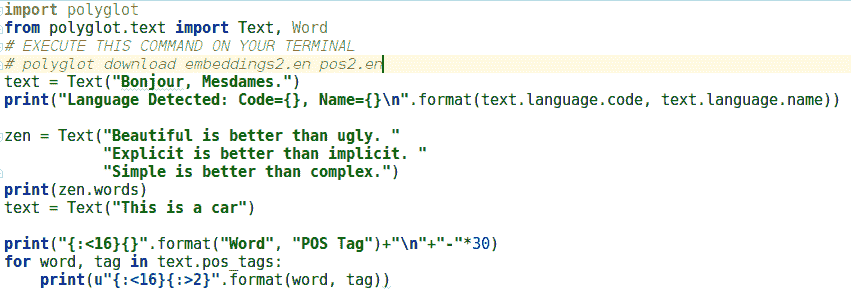 import polyglot
from polyglot.text import Text, Word
# EXECUTE THIS COMMAND ON YOUR TERMINAL
# polyglot download embeddings2.en pos2.en
text = Text("Bonjour, Mesdames.")
print("Language Detected: Code={}, Name={}\n".format(text.language.code, text.language.name))
zen = Text("Beautiful is better than ugly. "
"Explicit is better than implicit. "
"Simple is better than complex.")
print(zen.words)
text = Text("This is a car")
print("{:<16}{}".format("Word", "POS Tag")+"\n"+"-"*30)
for word, tag in text.pos_tags:
print(u"{:<16}{:>2}".format(word, tag))